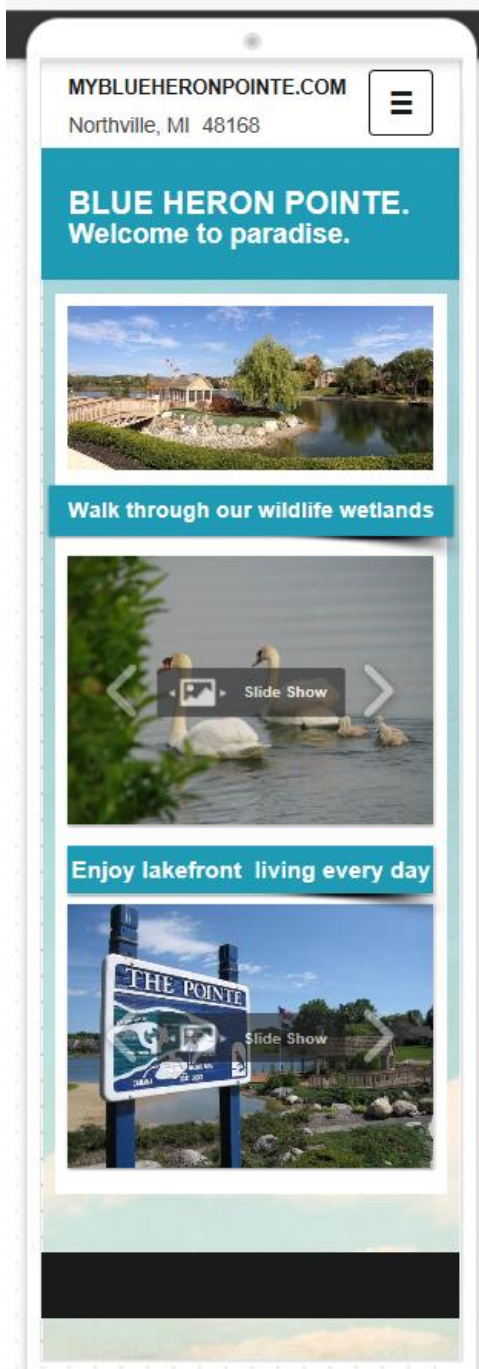 MYBLUEHERONPOINTE.COM
Northville, MI  48168
BLUE HERON POINTE.
Welcome to paradise.
Walk through our wildlife wetlands
Slide Show
Enjoy lakefront  living every day
THE POINTE
Slide Show